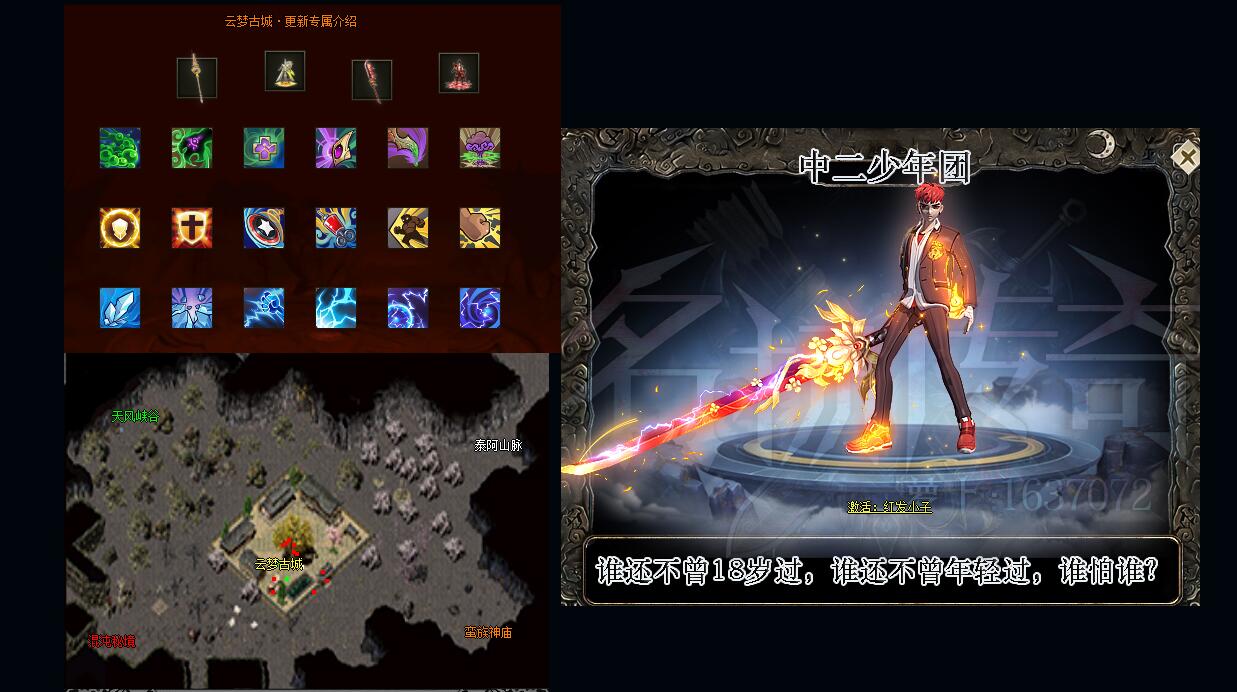 云梦古城·更新专属介绍
中二少年团
天风峡谷
泰阿山脉
云梦古城
混沌秘境
蛮族神庙
激活：红发小子
谁还不曾18岁过，谁还不曾年轻过，谁怕谁？